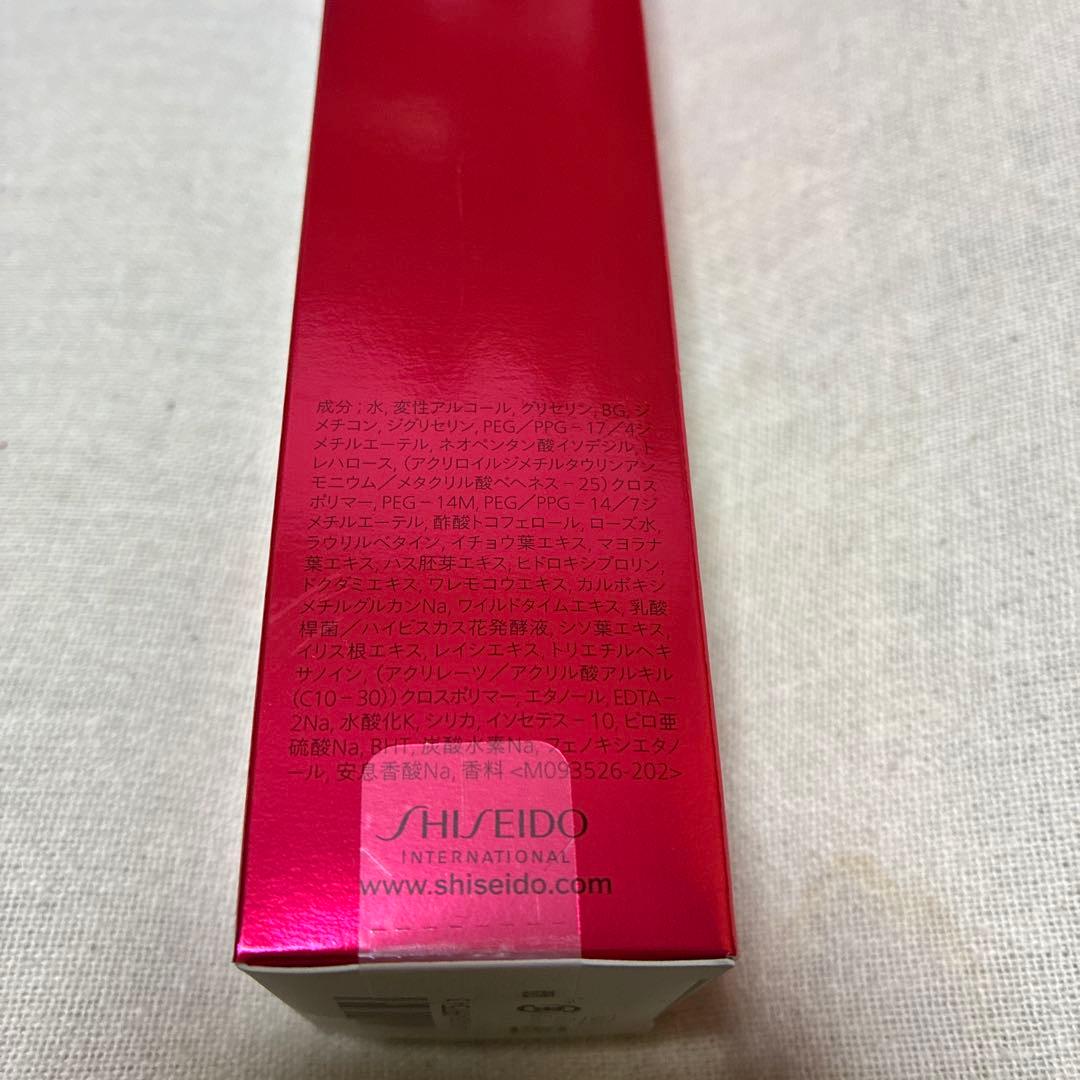 成分 ; 水, 変性アルコール, グリセリン, BG, ジ
メチコン, ジグリセリン, PEG／PPG－17／4ジ
メチルエーテル, ネオペンタン酸イソデシル, ト
レハロース, （アクリロイルジメチルタウリンアン
モニウム／メタクリル酸ベヘネス－25）クロス
ポリマー, PEG－14M, PEG／PPG－14／7ジ
メチルエーテル, 酢酸トコフェロール, ローズ水,
ラウリルベタイン, イチョウ葉エキス, マヨラナ
葉エキス, ハス胚芽エキス, ヒドロキシプロリン,
ドクダミエキス, ワレモコウエキス, カルボキシ
メチルグルカンNa, ワイルドタイムエキス, 乳酸
桿菌／ハイビスカス花発酵液, シソ葉エキス,
イリス根エキス, レイシエキス, トリエチルヘキ
サノイン, （アクリレーツ／アクリル酸アルキル
（C10－30））クロスポリマー, エタノール, EDTA－
2Na, 水酸化K, シリカ, イソセテス－10, ピロ亜
硫酸Na, BHT, 炭酸水素Na, フェノキシエタノ
ール, 安息香酸Na, 香料 <M093526-202>
SHISEIDO
INTERNATIONAL
www.shiseido.com